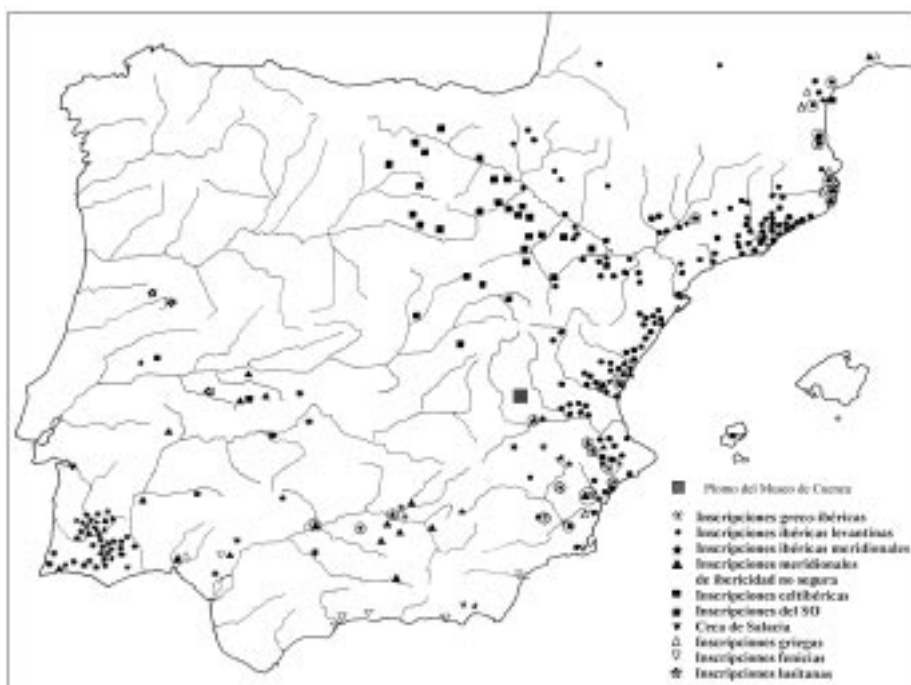 Plomo del Museo de Cuenca
Inscripciones greco ibéricas
Inscripciones ibéricas levantinas
Inscripciones ibéricas meridionales
Inscripciones meridionales
de ibericidad no segura
Inscripciones celtibéricas
Inscripciones del SO
Ceca de Salacia
Inscripciones griegas
Inscripciones fenicias
Inscripciones lusitanas